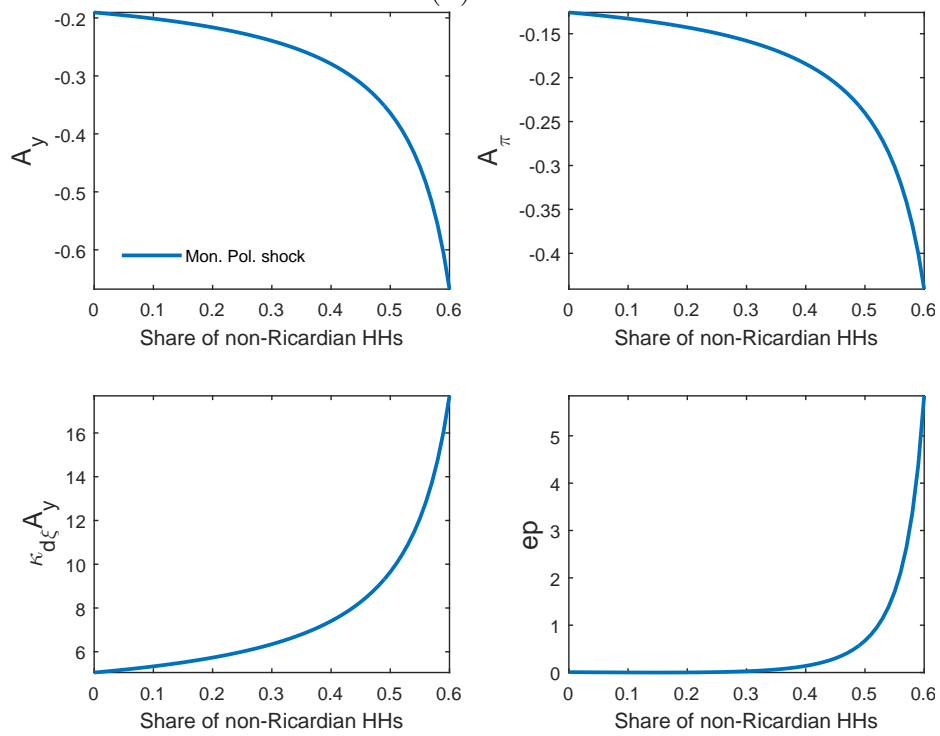 -0.2
-0.3
-0.4
-0.5
-0.6
A_y
Mon. Pol. shock
0 0.1 0.2 0.3 0.4 0.5 0.6
Share of non-Ricardian HHs
-0.15
-0.2
-0.25
-0.3
-0.35
-0.4
A_π
0 0.1 0.2 0.3 0.4 0.5 0.6
Share of non-Ricardian HHs
16
14
12
10
8
6
κ_dξ A_y
0 0.1 0.2 0.3 0.4 0.5 0.6
Share of non-Ricardian HHs
5
4
3
2
1
0
ep
0 0.1 0.2 0.3 0.4 0.5 0.6
Share of non-Ricardian HHs